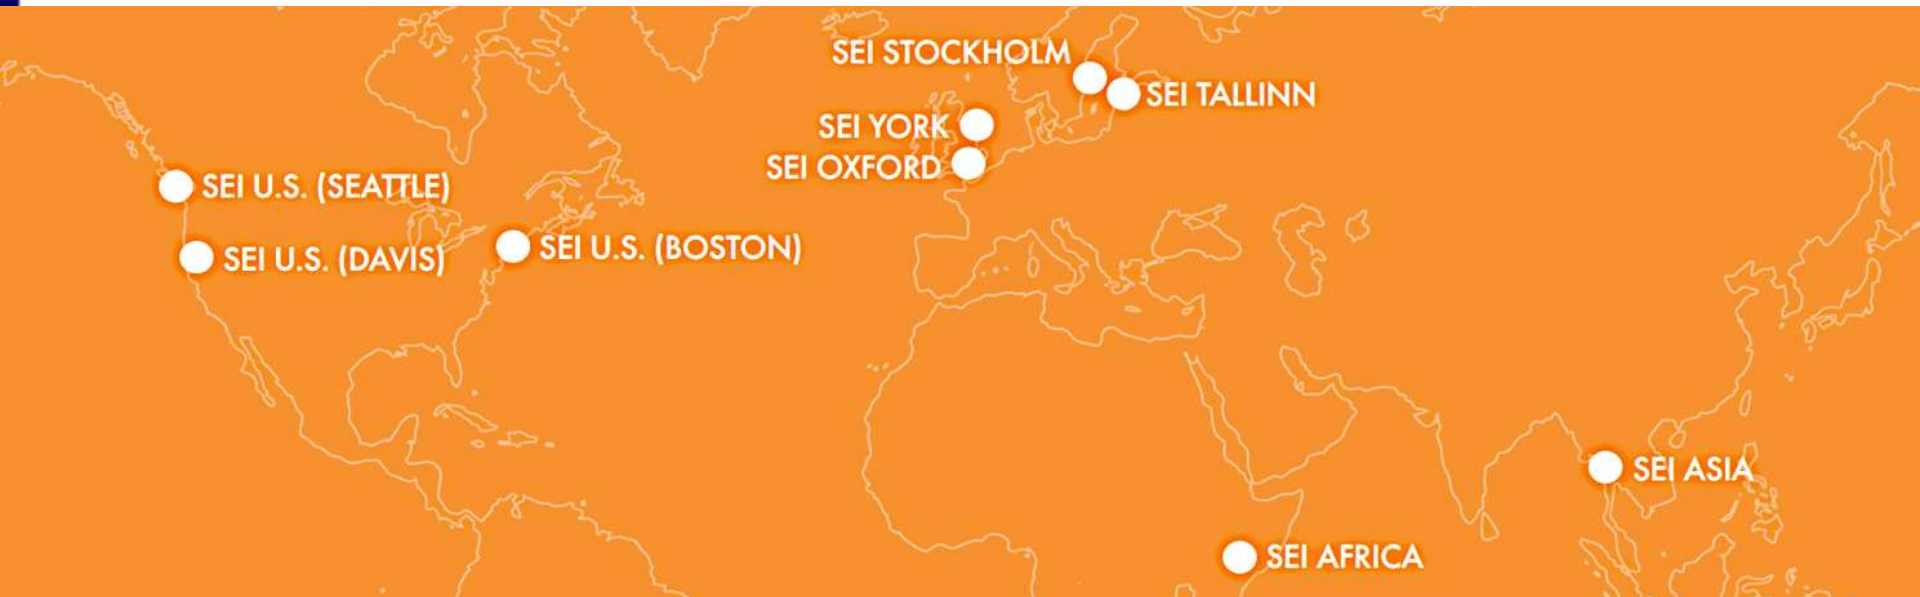 SEI STOCKHOLM
SEI TALLINN
SEI YORK
SEI OXFORD
SEI U.S. (SEATTLE)
SEI U.S. (DAVIS)
SEI U.S. (BOSTON)
SEI ASIA
SEI AFRICA